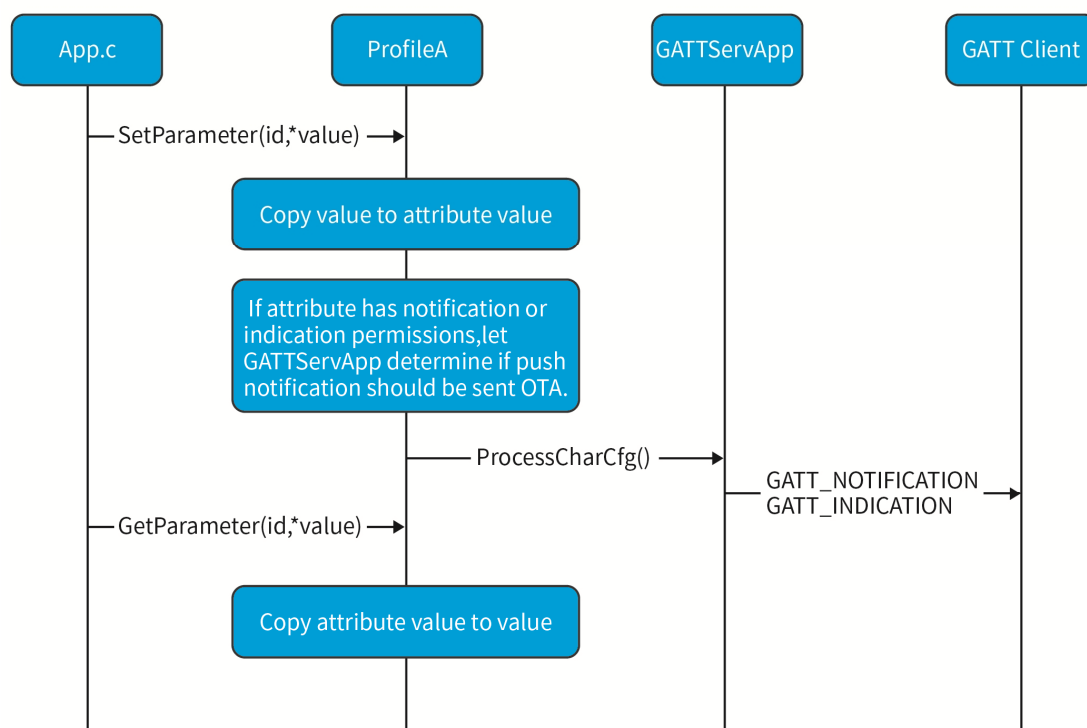 App.c
ProfileA
GATTServApp
GATT Client
SetParameter(id,*value)
Copy value to attribute value
If attribute has notification or
indication permissions,let
GATTServApp determine if push
notification should be sent OTA.
ProcessCharCfg()
GATT_NOTIFICATION
GATT_INDICATION
GetParameter(id,*value)
Copy attribute value to value